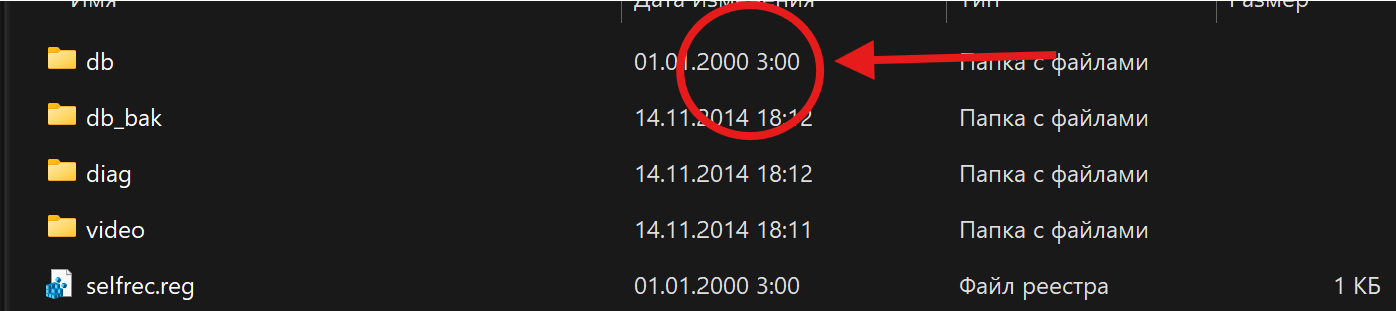 Имя Дата изменения Тип Размер
db 01.01.2000 3:00 Папка с файлами
db_bak 14.11.2014 18:12 Папка с файлами
diag 14.11.2014 18:12 Папка с файлами
video 14.11.2014 18:11 Папка с файлами
selfrec.reg 01.01.2000 3:00 Файл реестра 1 КБ